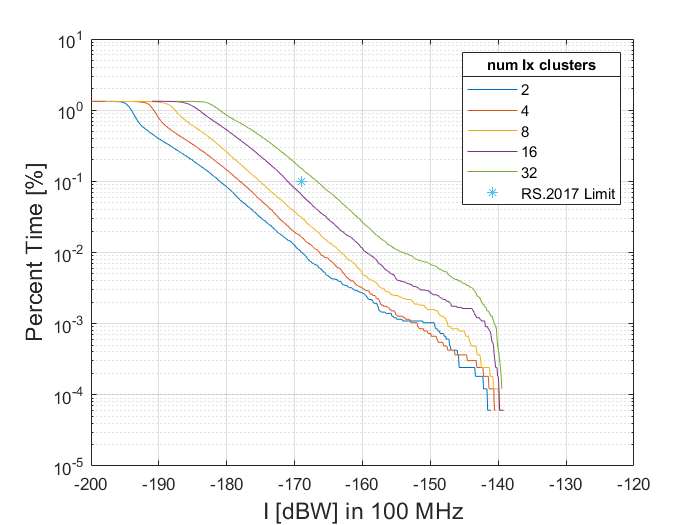 10^1
10^0
10^-1
10^-2
10^-3
10^-4
10^-5
Percent Time [%]
num Ix clusters
2
4
8
16
32
RS.2017 Limit
-200 -190 -180 -170 -160 -150 -140 -130 -120
I [dBW] in 100 MHz